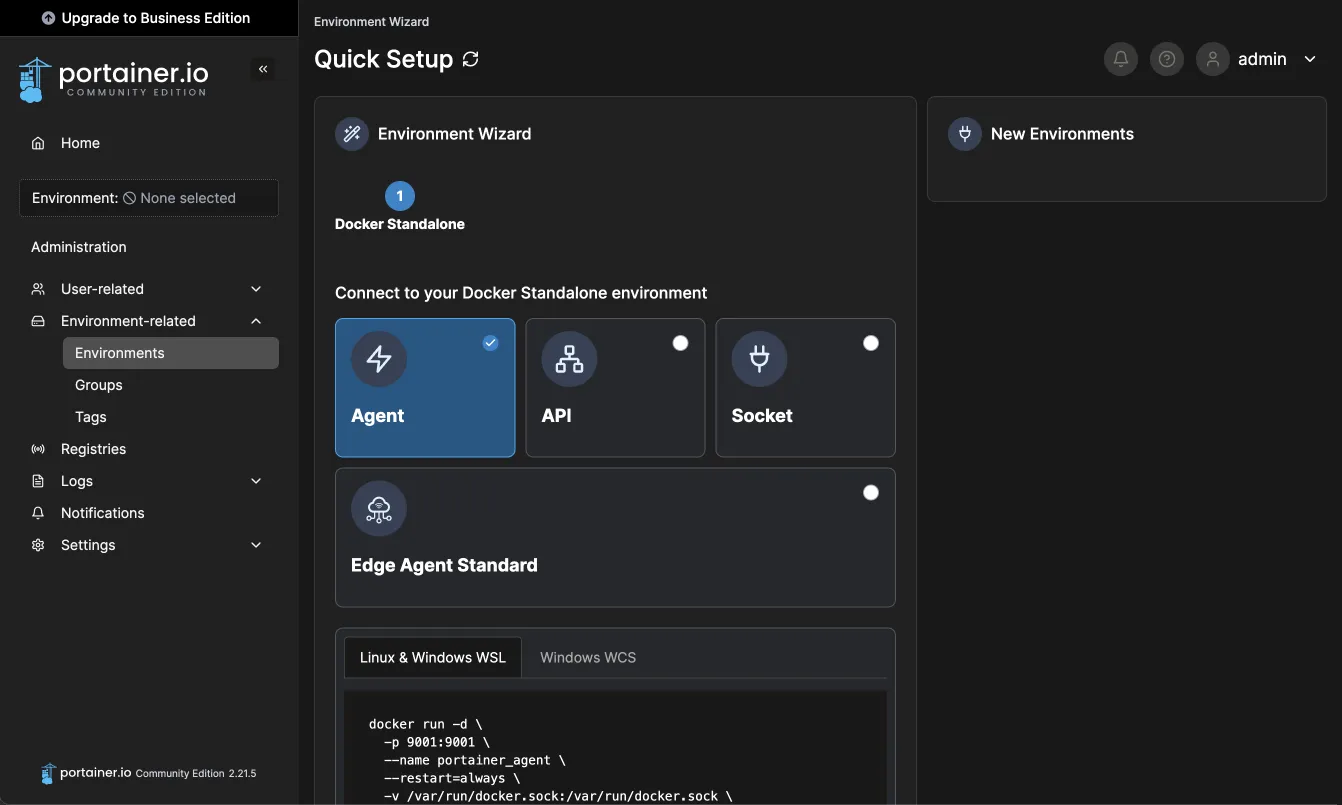 Upgrade to Business Edition
portainer.io
COMMUNITY EDITION
Home
Environment: None selected
Administration
User-related
Environment-related
Environments
Groups
Tags
Registries
Logs
Notifications
Settings
portainer.io Community Edition 2.21.5
Environment Wizard
Quick Setup
admin
Environment Wizard
1
Docker Standalone
Connect to your Docker Standalone environment
Agent
API
Socket
Edge Agent Standard
Linux & Windows WSL
Windows WCS
docker run -d \
-p 9001:9001 \
--name portainer_agent \
--restart=always \
-v /var/run/docker.sock:/var/run/docker.sock \
New Environments